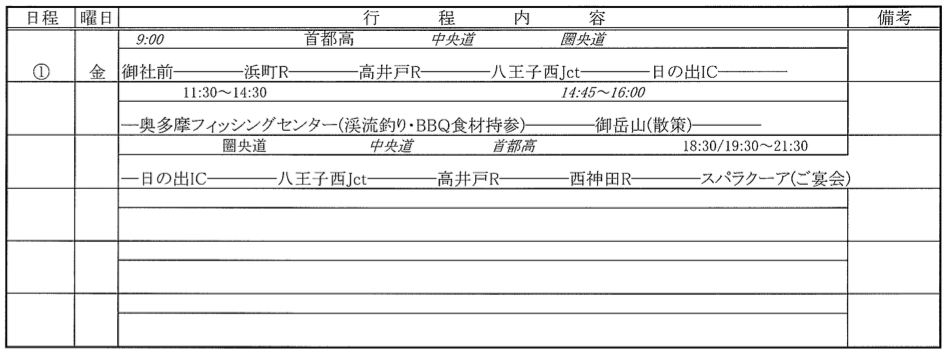 日程 曜日 行程内容 備考
9:00 首都高 中央道 圏央道
① 金 御社前――浜町R――高井戸R――八王子西Jct――日の出IC――
11:30～14:30 14:45～16:00
―奥多摩フィッシングセンター(渓流釣り・BBQ食材持参)――御岳山(散策)――
圏央道 中央道 首都高 18:30/19:30～21:30
―日の出IC――八王子西Jct――高井戸R――西神田R――スパラクーア(ご宴会)